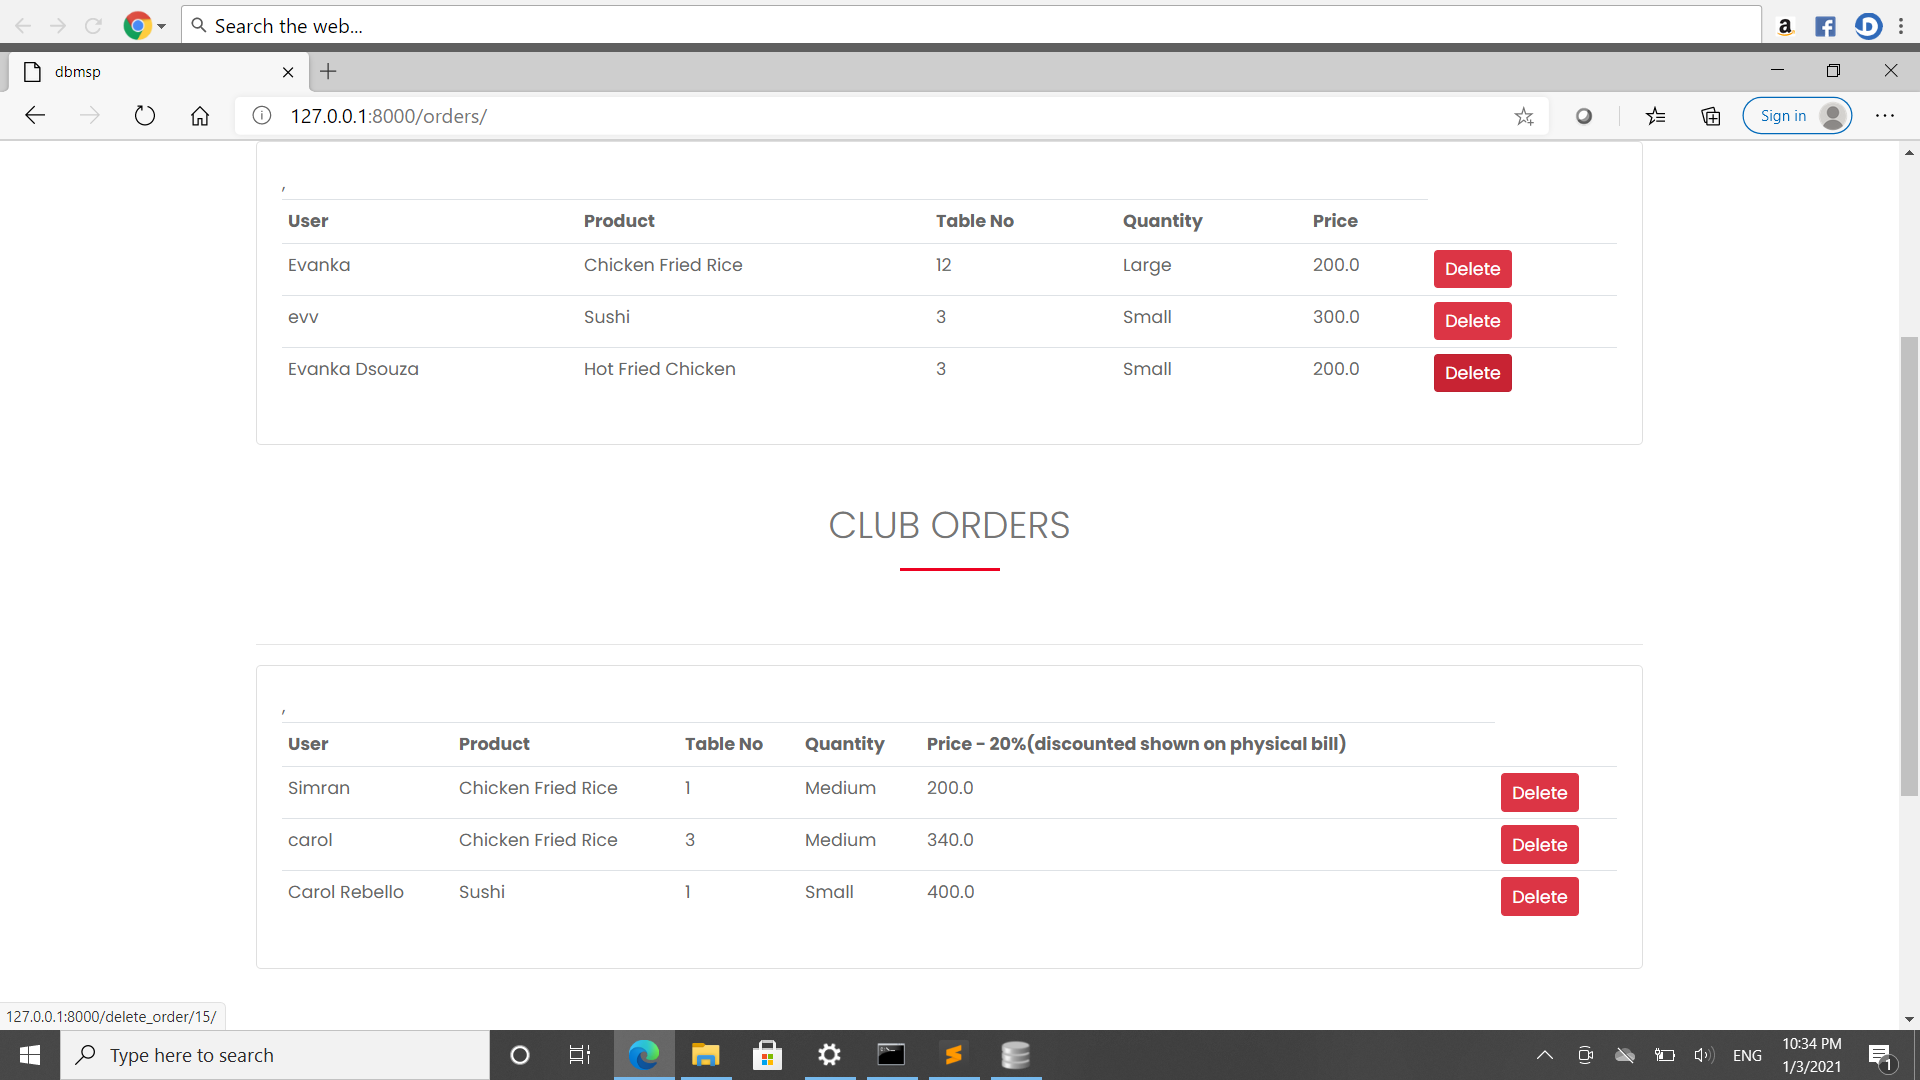 Search the web...
a
dbmsp
127.0.0.1:8000/orders/
Sign in
,
User Product Table No Quantity Price
Evanka Chicken Fried Rice 12 Large 200.0 Delete
evv Sushi 3 Small 300.0 Delete
Evanka Dsouza Hot Fried Chicken 3 Small 200.0 Delete
CLUB ORDERS
,
User Product Table No Quantity Price - 20%(discounted shown on physical bill)
Simran Chicken Fried Rice 1 Medium 200.0 Delete
carol Chicken Fried Rice 3 Medium 340.0 Delete
Carol Rebello Sushi 1 Small 400.0 Delete
127.0.0.1:8000/delete_order/15/
Type here to search
ENG
10:34 PM
1/3/2021
1